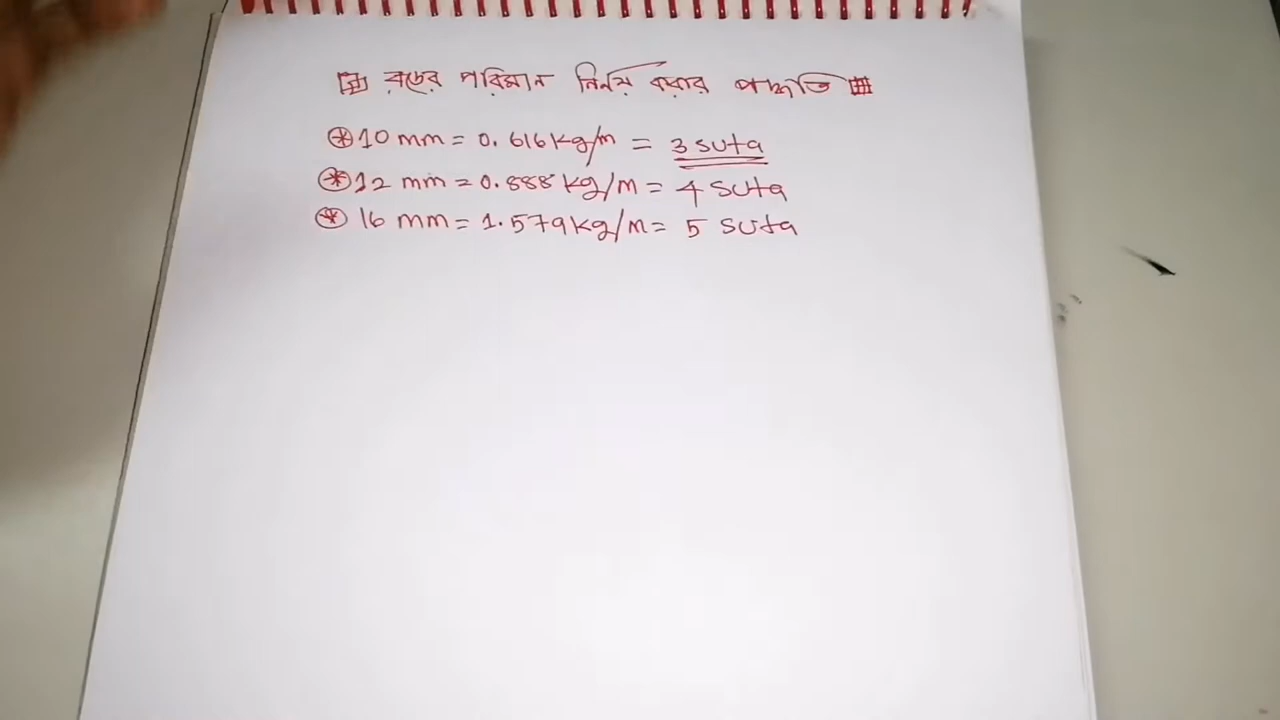 রডের পরিমান নির্নয় করার পদ্ধতি
10 mm = 0.616 kg/m = 3 suta
12 mm = 0.888 kg/m = 4 suta
16 mm = 1.579 kg/m = 5 suta